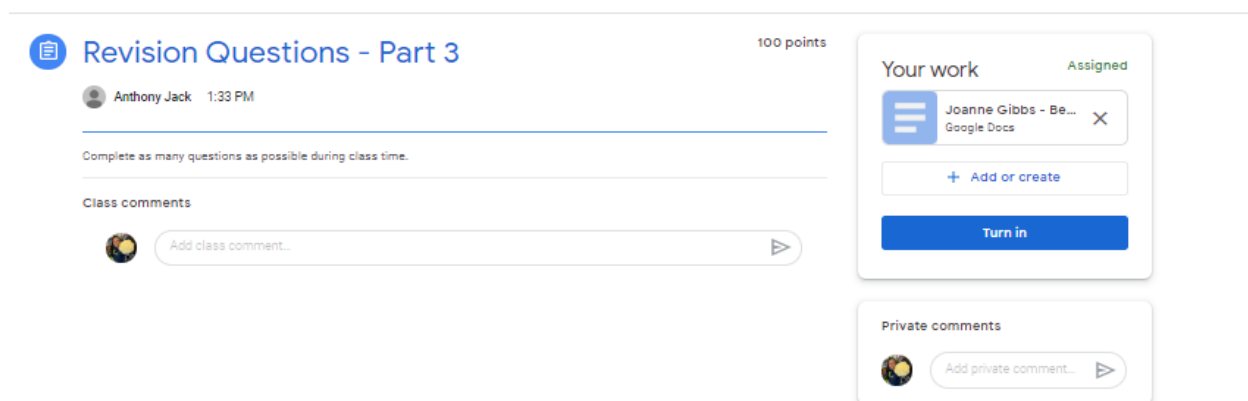 Revision Questions - Part 3
100 points
Anthony Jack 1:33 PM
Complete as many questions as possible during class time.
Class comments
Add class comment...
Your work
Assigned
Joanne Gibbs - Be...
Google Docs
+ Add or create
Turn in
Private comments
Add private comment...